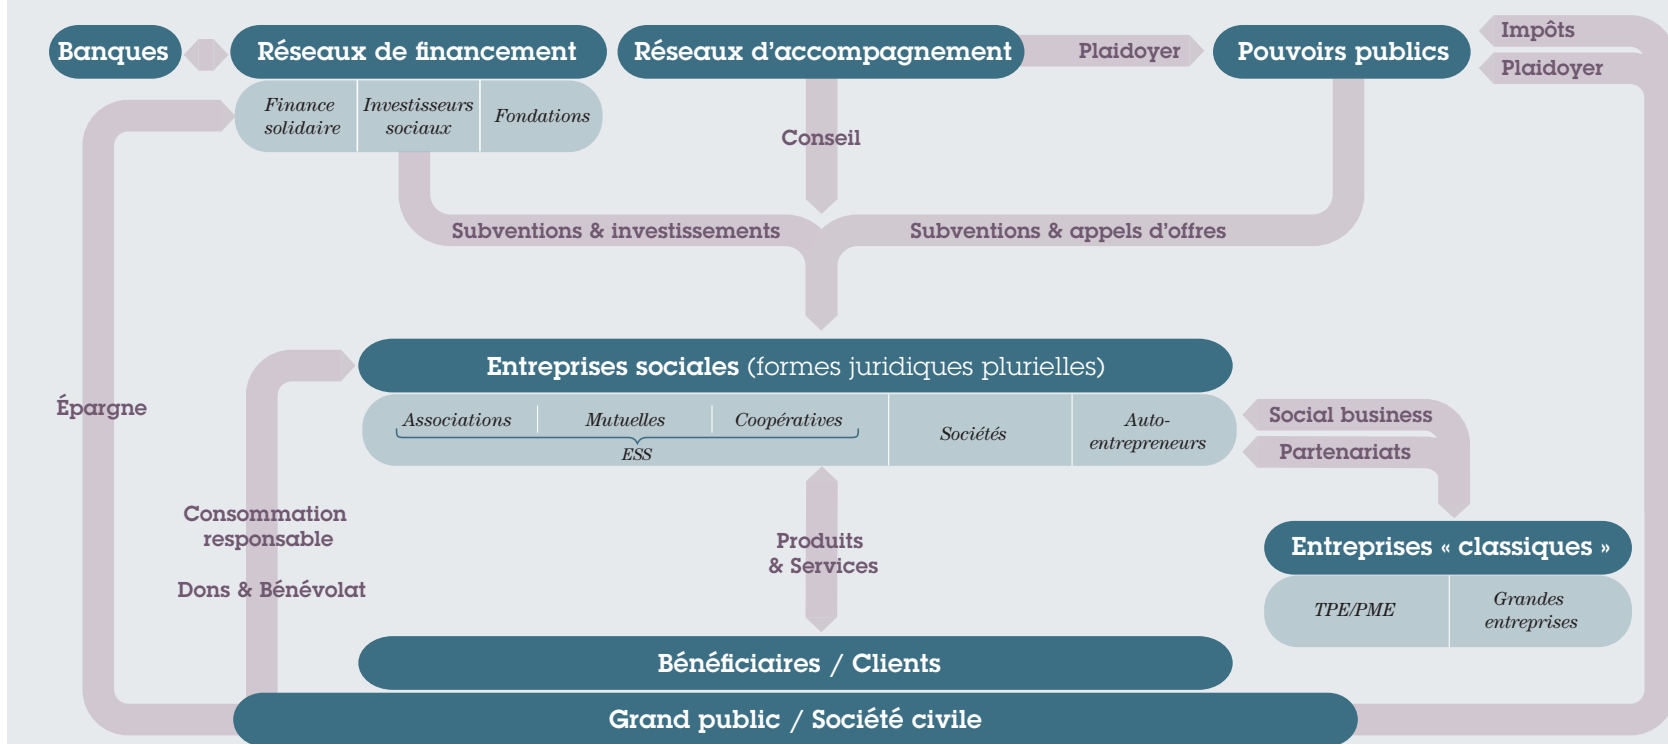 Banques
Réseaux de financement
Réseaux d’accompagnement
Plaidoyer
Pouvoirs publics
Impôts
Plaidoyer
Finance
solidaire
Investisseurs
sociaux
Fondations
Conseil
Subventions & investissements
Subventions & appels d’offres
Entreprises sociales (formes juridiques plurielles)
Associations
Mutuelles
Coopératives
ESS
Sociétés
Auto-
entrepreneurs
Épargne
Social business
Partenariats
Consommation
responsable
Dons & Bénévolat
Produits
& Services
Entreprises « classiques »
TPE/PME
Grandes
entreprises
Bénéficiaires / Clients
Grand public / Société civile